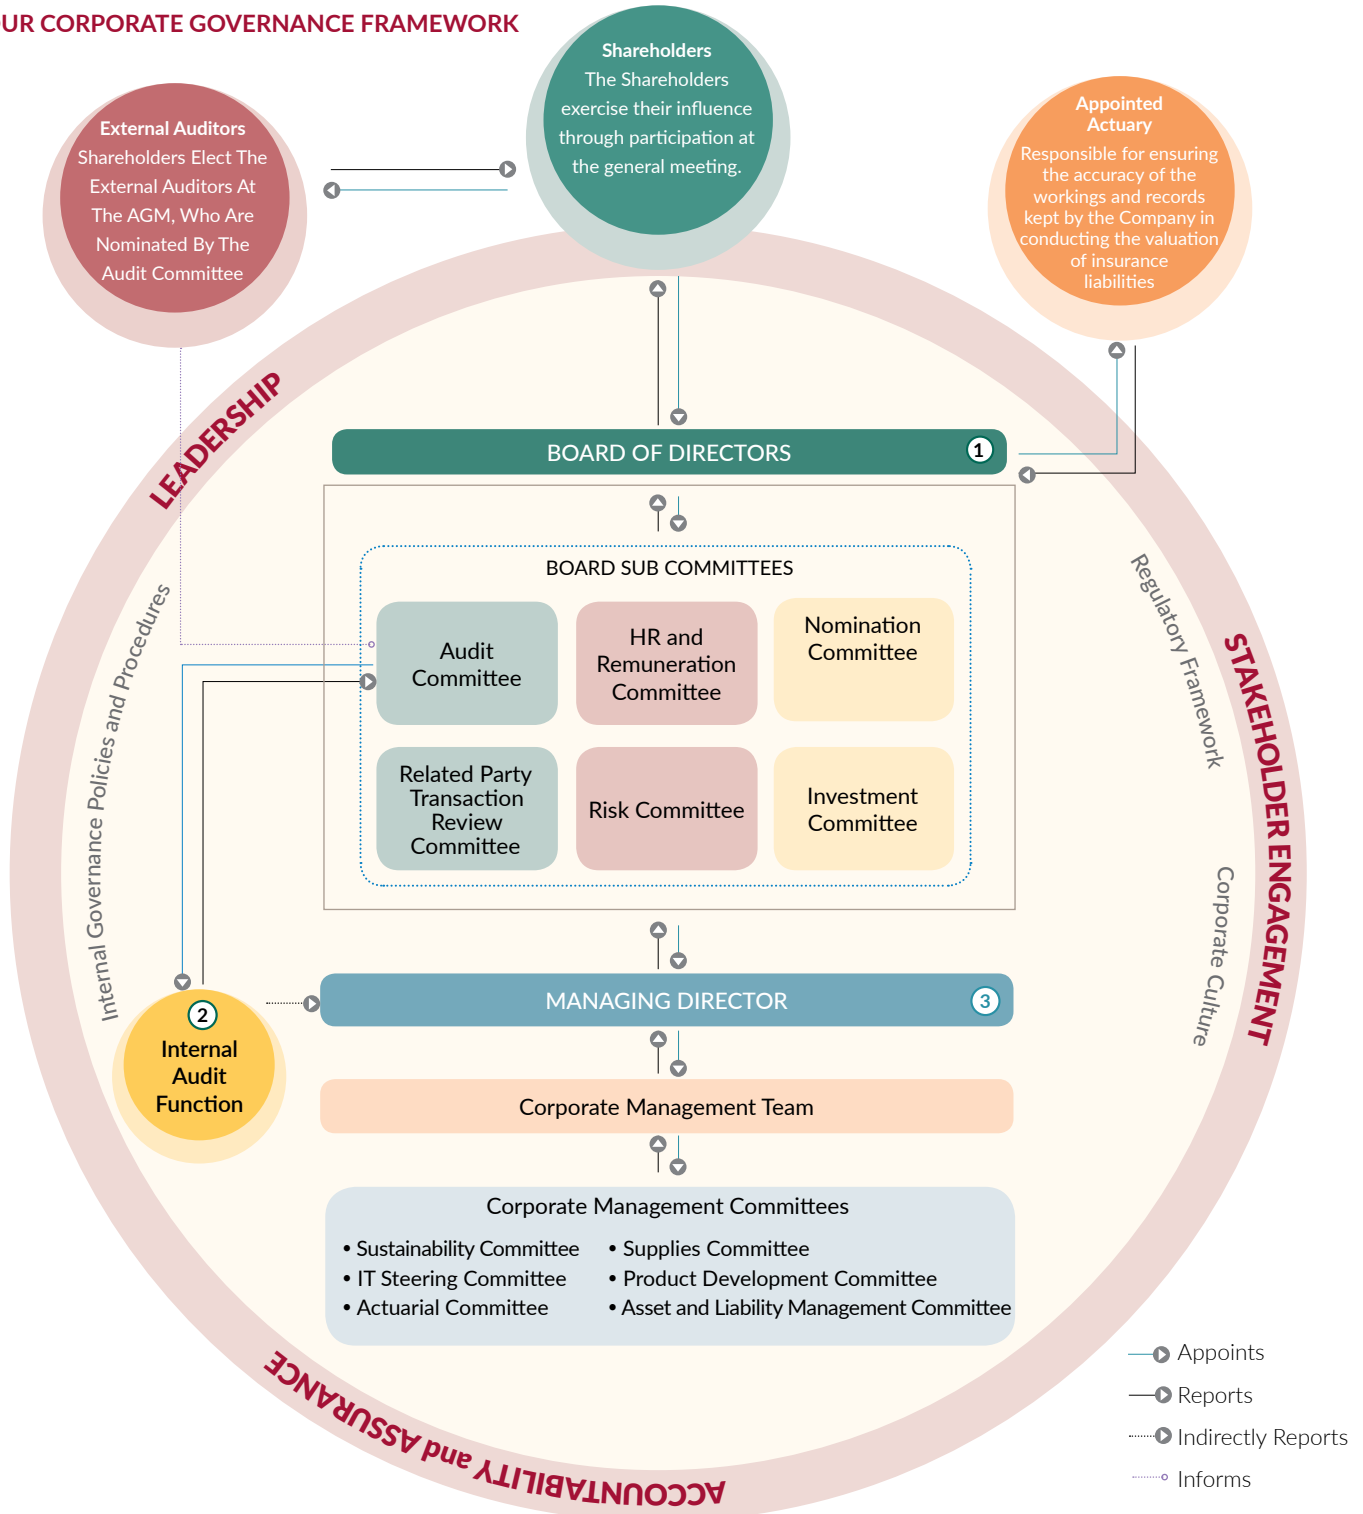 OUR CORPORATE GOVERNANCE FRAMEWORK
Shareholders
The Shareholders
exercise their influence
through participation at
the general meeting.
External Auditors
Shareholders Elect The
External Auditors At
The AGM, Who Are
Nominated By The
Audit Committee
Appointed
Actuary
Responsible for ensuring
the accuracy of the
workings and records
kept by the Company in
conducting the valuation
of insurance
liabilities
LEADERSHIP
BOARD OF DIRECTORS
1
BOARD SUB COMMITTEES
Audit
Committee
HR and
Remuneration
Committee
Nomination
Committee
Related Party
Transaction
Review
Committee
Risk Committee
Investment
Committee
Internal Governance Policies and Procedures
Regulatory Framework
STAKEHOLDER ENGAGEMENT
Corporate Culture
MANAGING DIRECTOR
3
2
Internal
Audit
Function
Corporate Management Team
Corporate Management Committees
• Sustainability Committee
• IT Steering Committee
• Actuarial Committee
• Supplies Committee
• Product Development Committee
• Asset and Liability Management Committee
ACCOUNTABILITY and ASSURANCE
Appoints
Reports
Indirectly Reports
Informs